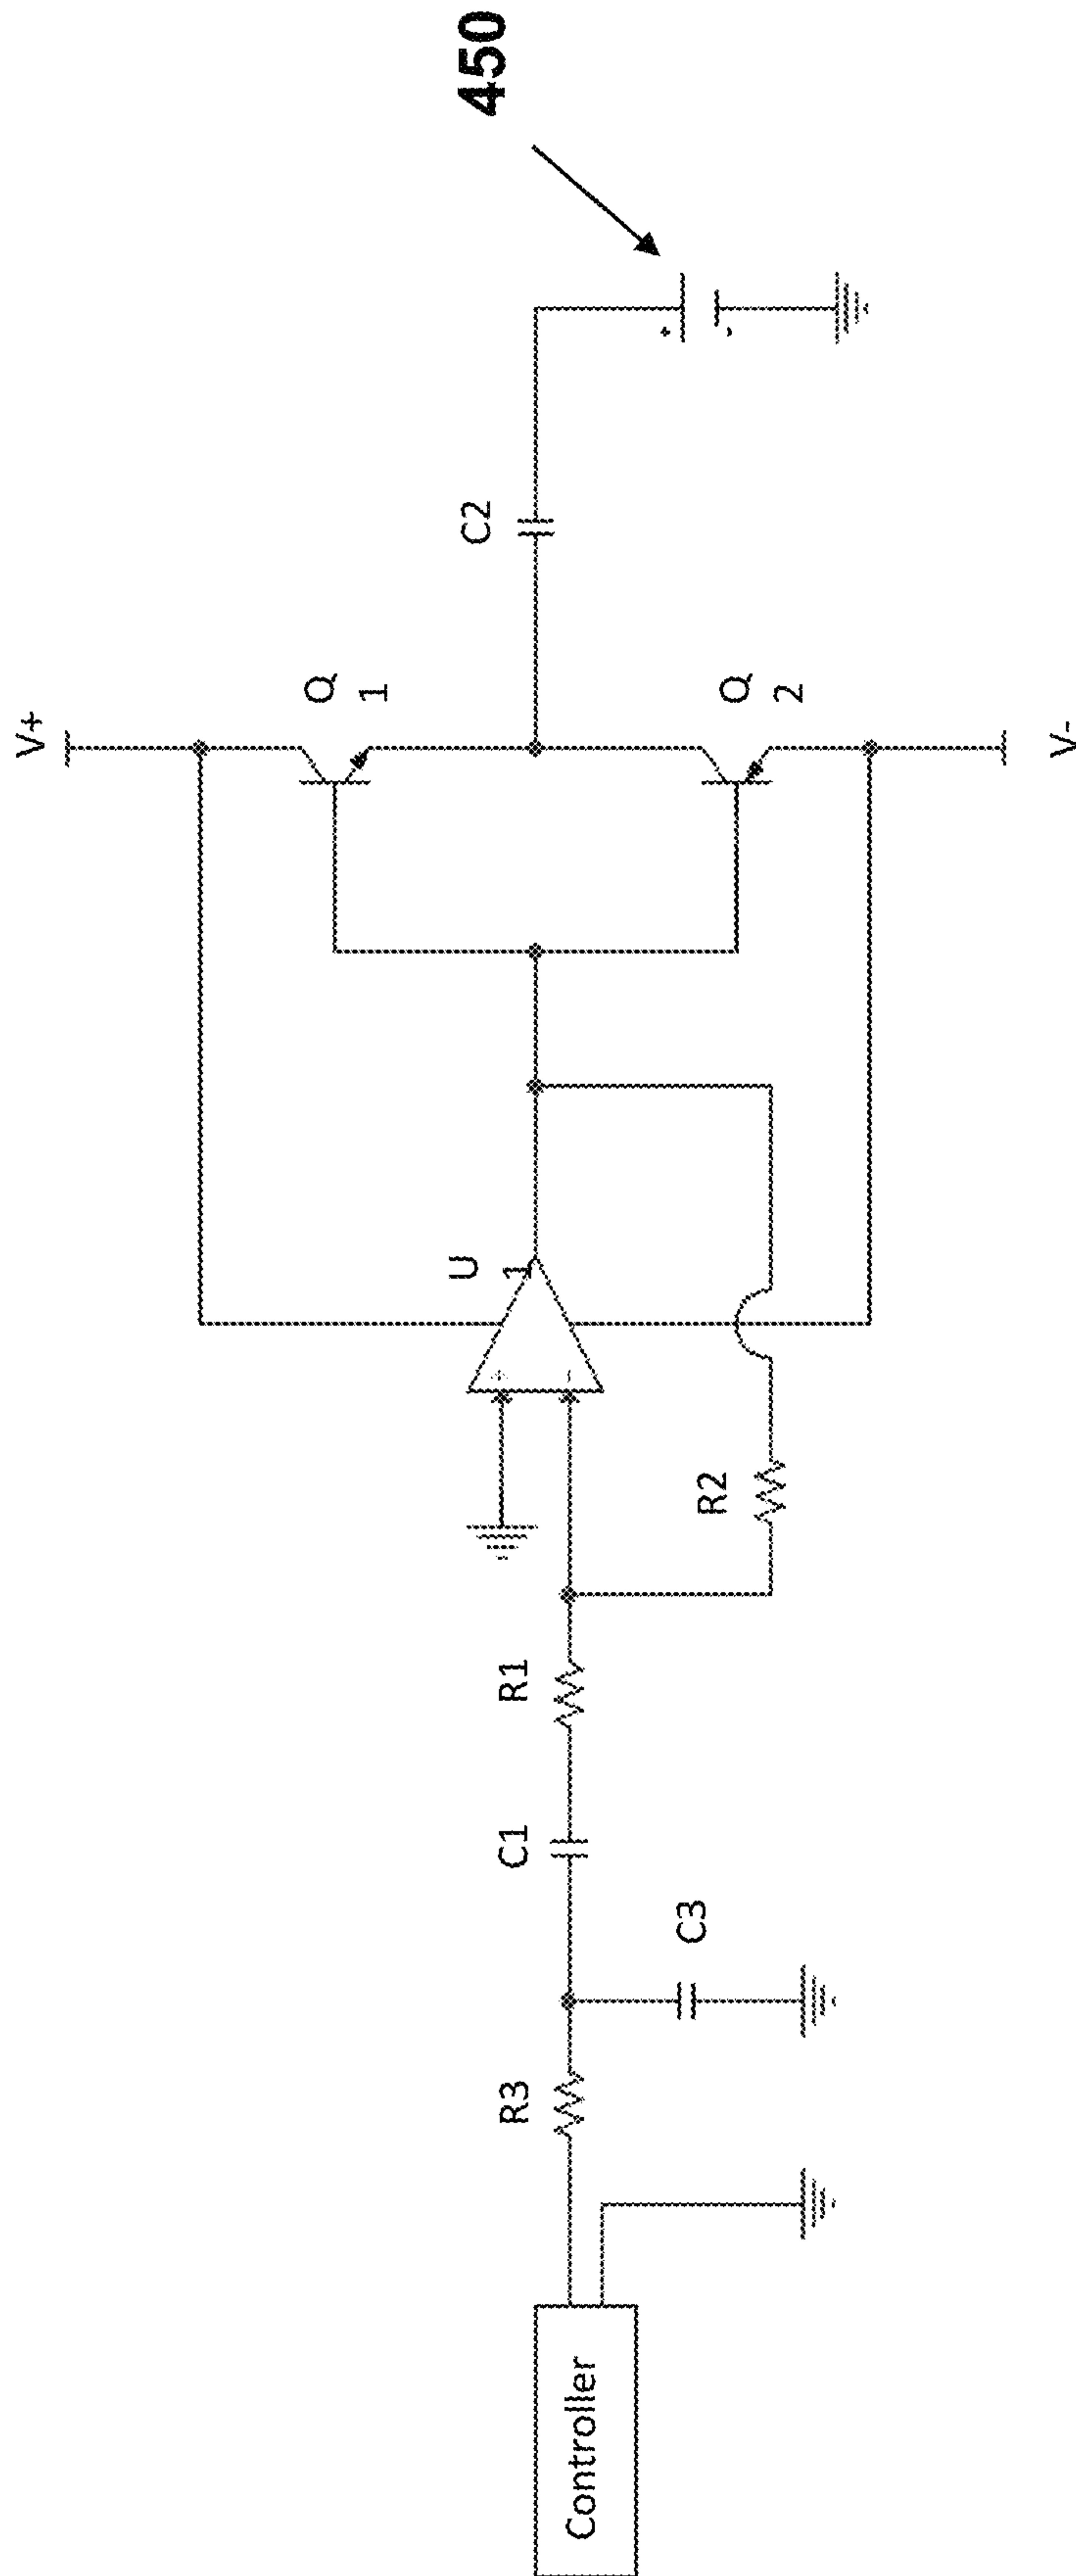 450
C2
V+
Q
1
Q
2
V-
U
1
+
-
R2
R1
C1
C3
R3
Controller
+
-